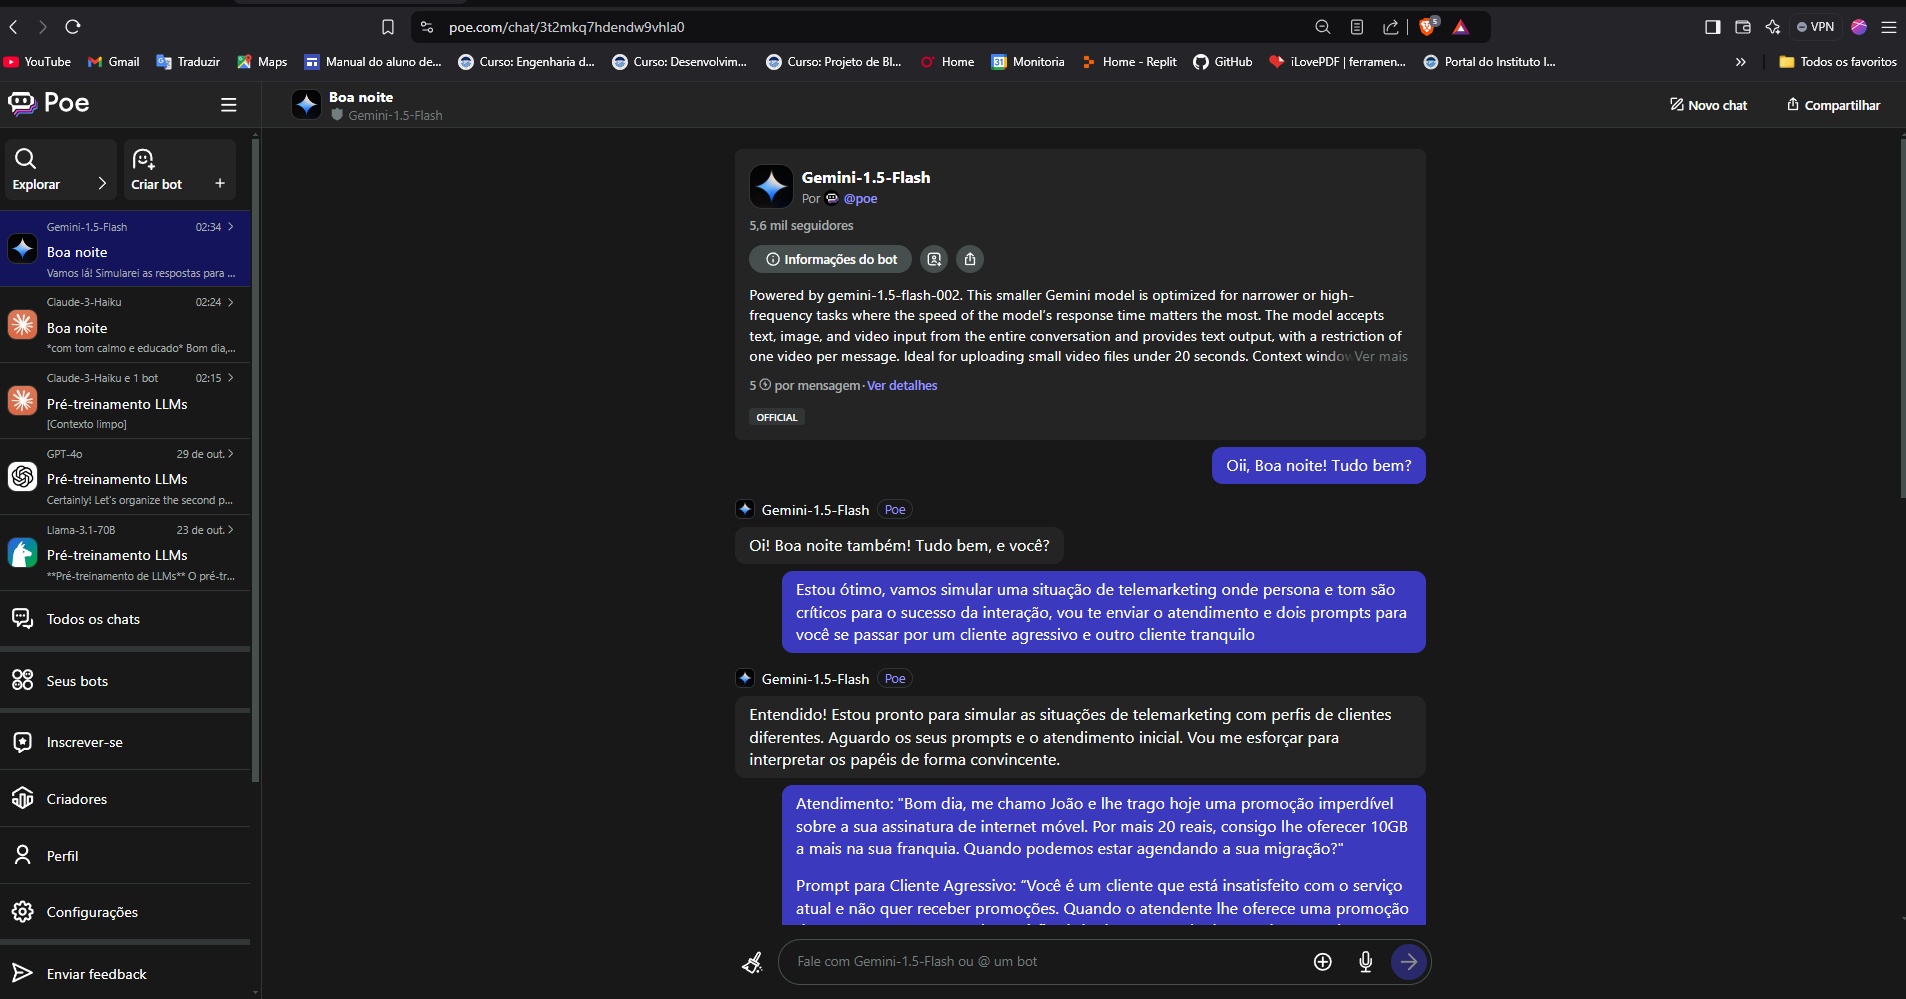 poe.com/chat/3t2mkq7hdendw9vhla0
5
VPN
YouTube
Gmail
Traduzir
Maps
Manual do aluno de...
Curso: Engenharia d...
Curso: Desenvolvim...
Curso: Projeto de Bl...
Home
31
Monitoria
Home - Replit
GitHub
iLovePDF | ferramen...
Portal do Instituto I...
»
Todos os favoritos
Poe
Boa noite
Gemini-1.5-Flash
Novo chat
Compartilhar
Explorar
Criar bot
+
Gemini-1.5-Flash 02:34
Boa noite
Vamos lá! Simularei as respostas para ...
Claude-3-Haiku 02:24
Boa noite
*com tom calmo e educado* Bom dia,...
Claude-3-Haiku e 1 bot 02:15
Pré-treinamento LLMs
[Contexto limpo]
GPT-4o 29 de out.
Pré-treinamento LLMs
Certainly! Let's organize the second p...
Llama-3.1-70B 23 de out.
Pré-treinamento LLMs
**Pré-treinamento de LLMs** O pré-tr...
Todos os chats
Seus bots
Inscrever-se
Criadores
Perfil
Configurações
Enviar feedback
Gemini-1.5-Flash
Por @poe
5,6 mil seguidores
Informações do bot
Powered by gemini-1.5-flash-002. This smaller Gemini model is optimized for narrower or high-
frequency tasks where the speed of the model's response time matters the most. The model accepts
text, image, and video input from the entire conversation and provides text output, with a restriction of
one video per message. Ideal for uploading small video files under 20 seconds. Context window Ver mais
5 por mensagem · Ver detalhes
OFFICIAL
Oii, Boa noite! Tudo bem?
Gemini-1.5-Flash Poe
Oi! Boa noite também! Tudo bem, e você?
Estou ótimo, vamos simular uma situação de telemarketing onde persona e tom são
críticos para o sucesso da interação, vou te enviar o atendimento e dois prompts para
você se passar por um cliente agressivo e outro cliente tranquilo
Gemini-1.5-Flash Poe
Entendido! Estou pronto para simular as situações de telemarketing com perfis de clientes
diferentes. Aguardo os seus prompts e o atendimento inicial. Vou me esforçar para
interpretar os papéis de forma convincente.
Atendimento: "Bom dia, me chamo João e lhe trago hoje uma promoção imperdível
sobre a sua assinatura de internet móvel. Por mais 20 reais, consigo lhe oferecer 10GB
a mais na sua franquia. Quando podemos estar agendando a sua migração?"
Prompt para Cliente Agressivo: "Você é um cliente que está insatisfeito com o serviço
atual e não quer receber promoções. Quando o atendente lhe oferece uma promoção
Fale com Gemini-1.5-Flash ou @ um bot